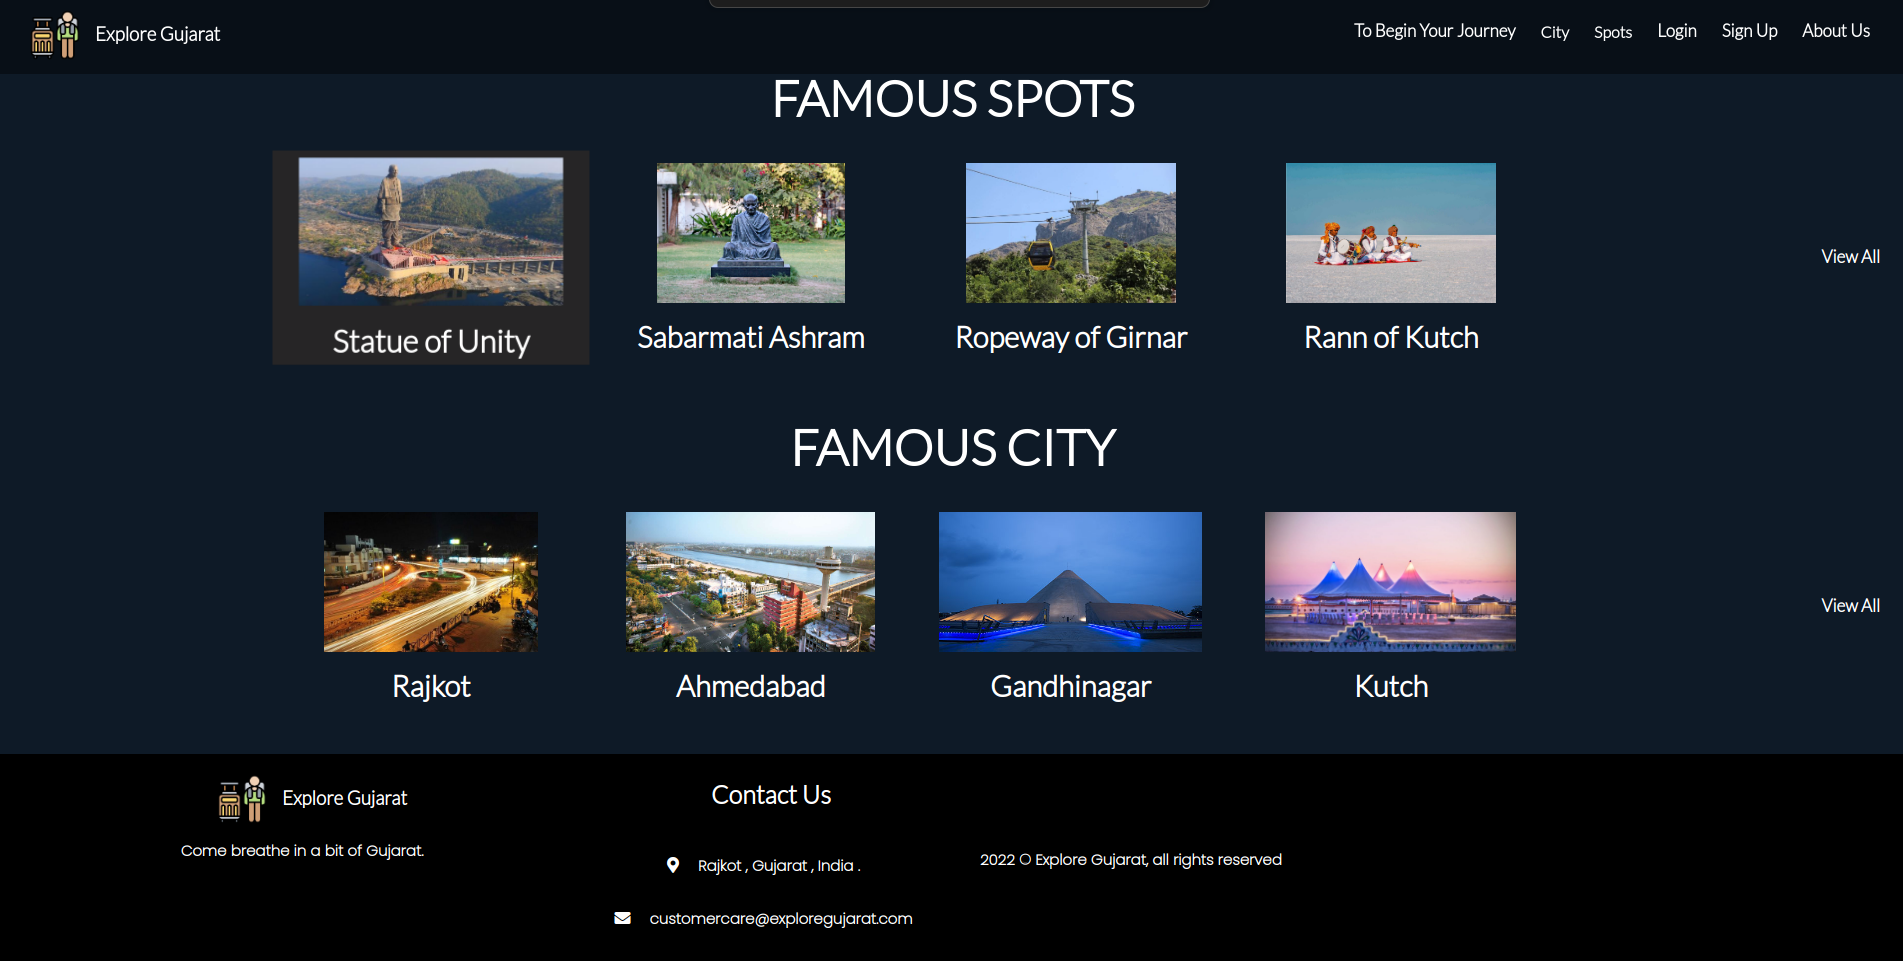 Explore Gujarat
To Begin Your Journey City Spots Login Sign Up About Us
FAMOUS SPOTS
Statue of Unity
Sabarmati Ashram
Ropeway of Girnar
Rann of Kutch
View All
FAMOUS CITY
Rajkot
Ahmedabad
Gandhinagar
Kutch
View All
Explore Gujarat
Come breathe in a bit of Gujarat.
Contact Us
Rajkot , Gujarat , India .
customercare@exploregujarat.com
2022 O Explore Gujarat, all rights reserved